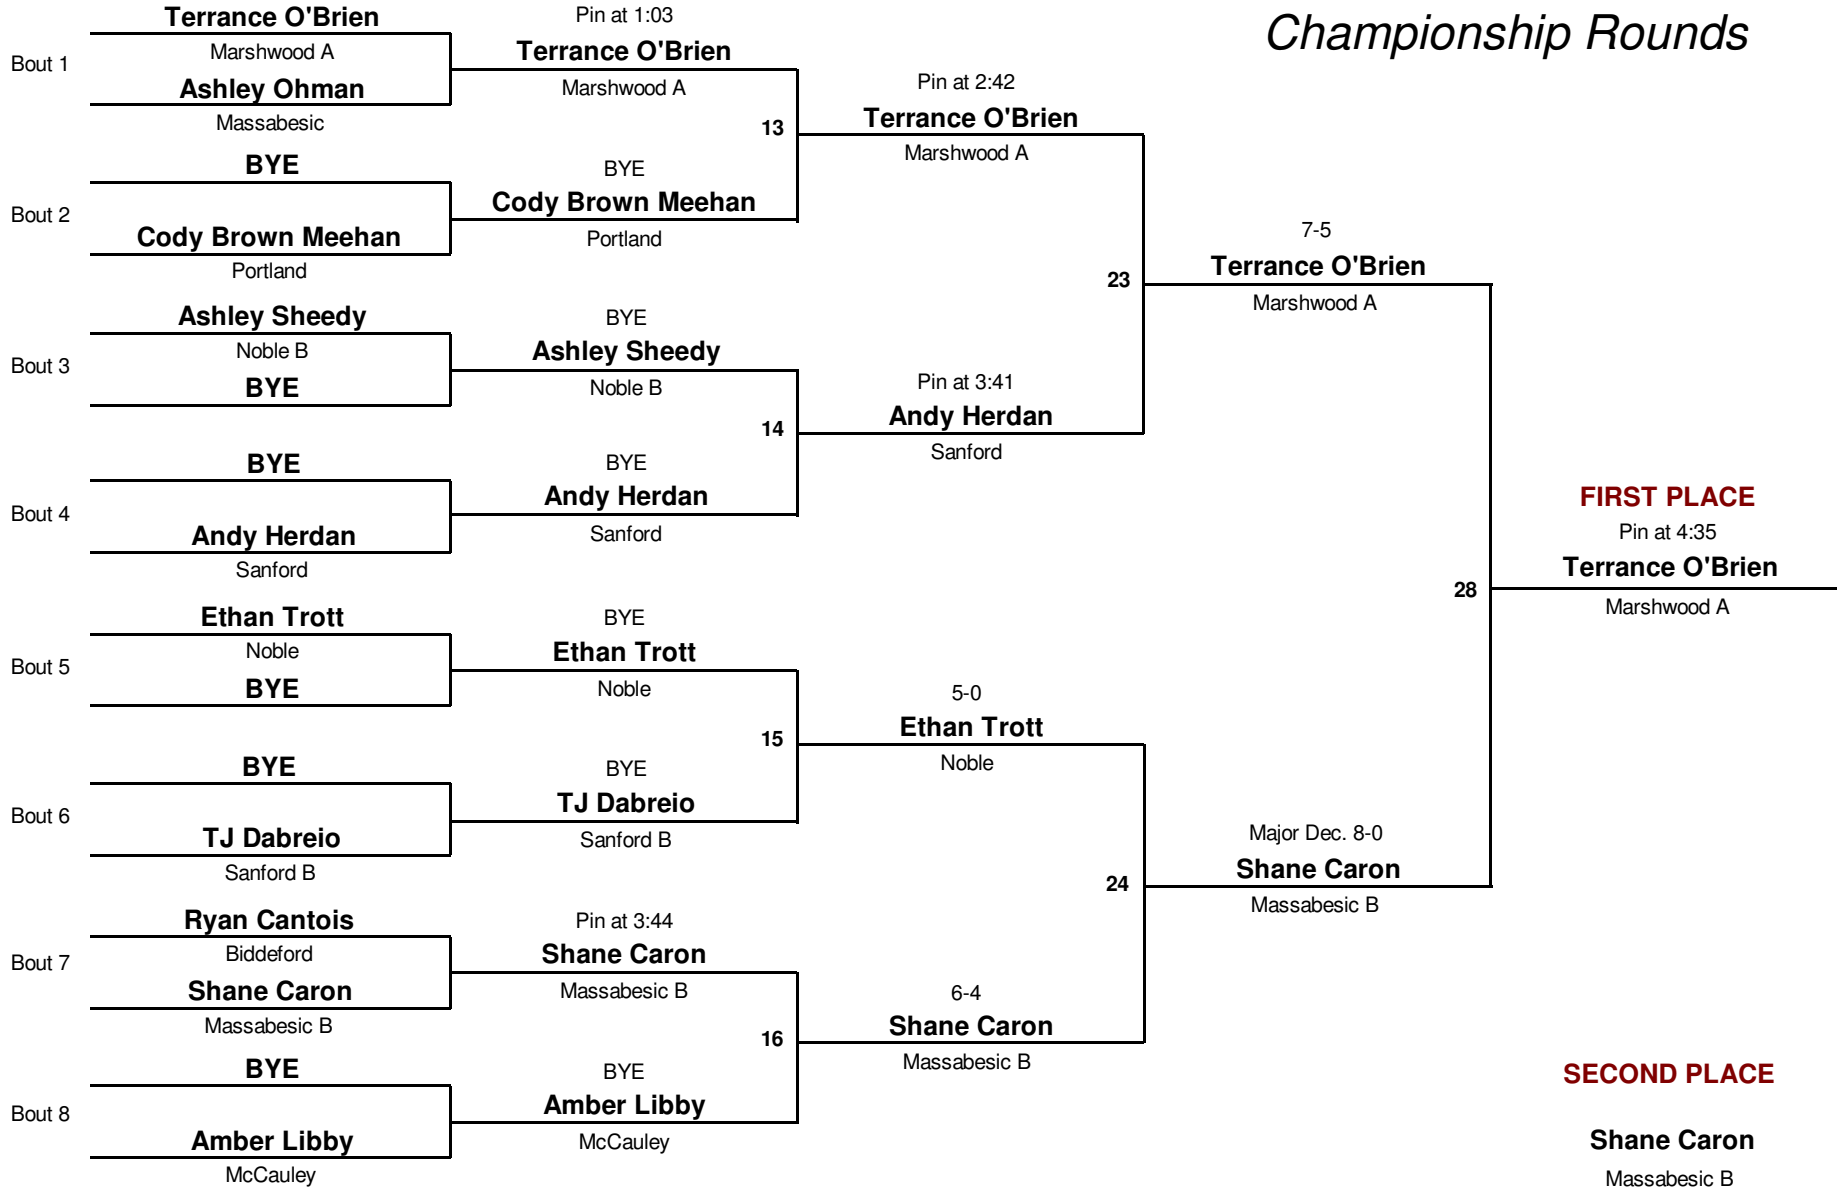 Championship Rounds
Bout 1
Terrance O'Brien
Marshwood A
Ashley Ohman
Massabesic
Bout 2
BYE
Cody Brown Meehan
Portland
Bout 3
Ashley Sheedy
Noble B
BYE
Bout 4
BYE
Andy Herdan
Sanford
Bout 5
Ethan Trott
Noble
BYE
Bout 6
BYE
TJ Dabreio
Sanford B
Bout 7
Ryan Cantois
Biddeford
Shane Caron
Massabesic B
Bout 8
BYE
Amber Libby
McCauley
Pin at 1:03
Terrance O'Brien
Marshwood A
13
BYE
Cody Brown Meehan
Portland
BYE
Ashley Sheedy
Noble B
14
BYE
Andy Herdan
Sanford
BYE
Ethan Trott
Noble
15
BYE
TJ Dabreio
Sanford B
Pin at 3:44
Shane Caron
Massabesic B
16
BYE
Amber Libby
McCauley
Pin at 2:42
Terrance O'Brien
Marshwood A
23
Pin at 3:41
Andy Herdan
Sanford
5-0
Ethan Trott
Noble
24
6-4
Shane Caron
Massabesic B
7-5
Terrance O'Brien
Marshwood A
28
Major Dec. 8-0
Shane Caron
Massabesic B
FIRST PLACE
Pin at 4:35
Terrance O'Brien
Marshwood A
SECOND PLACE
Shane Caron
Massabesic B